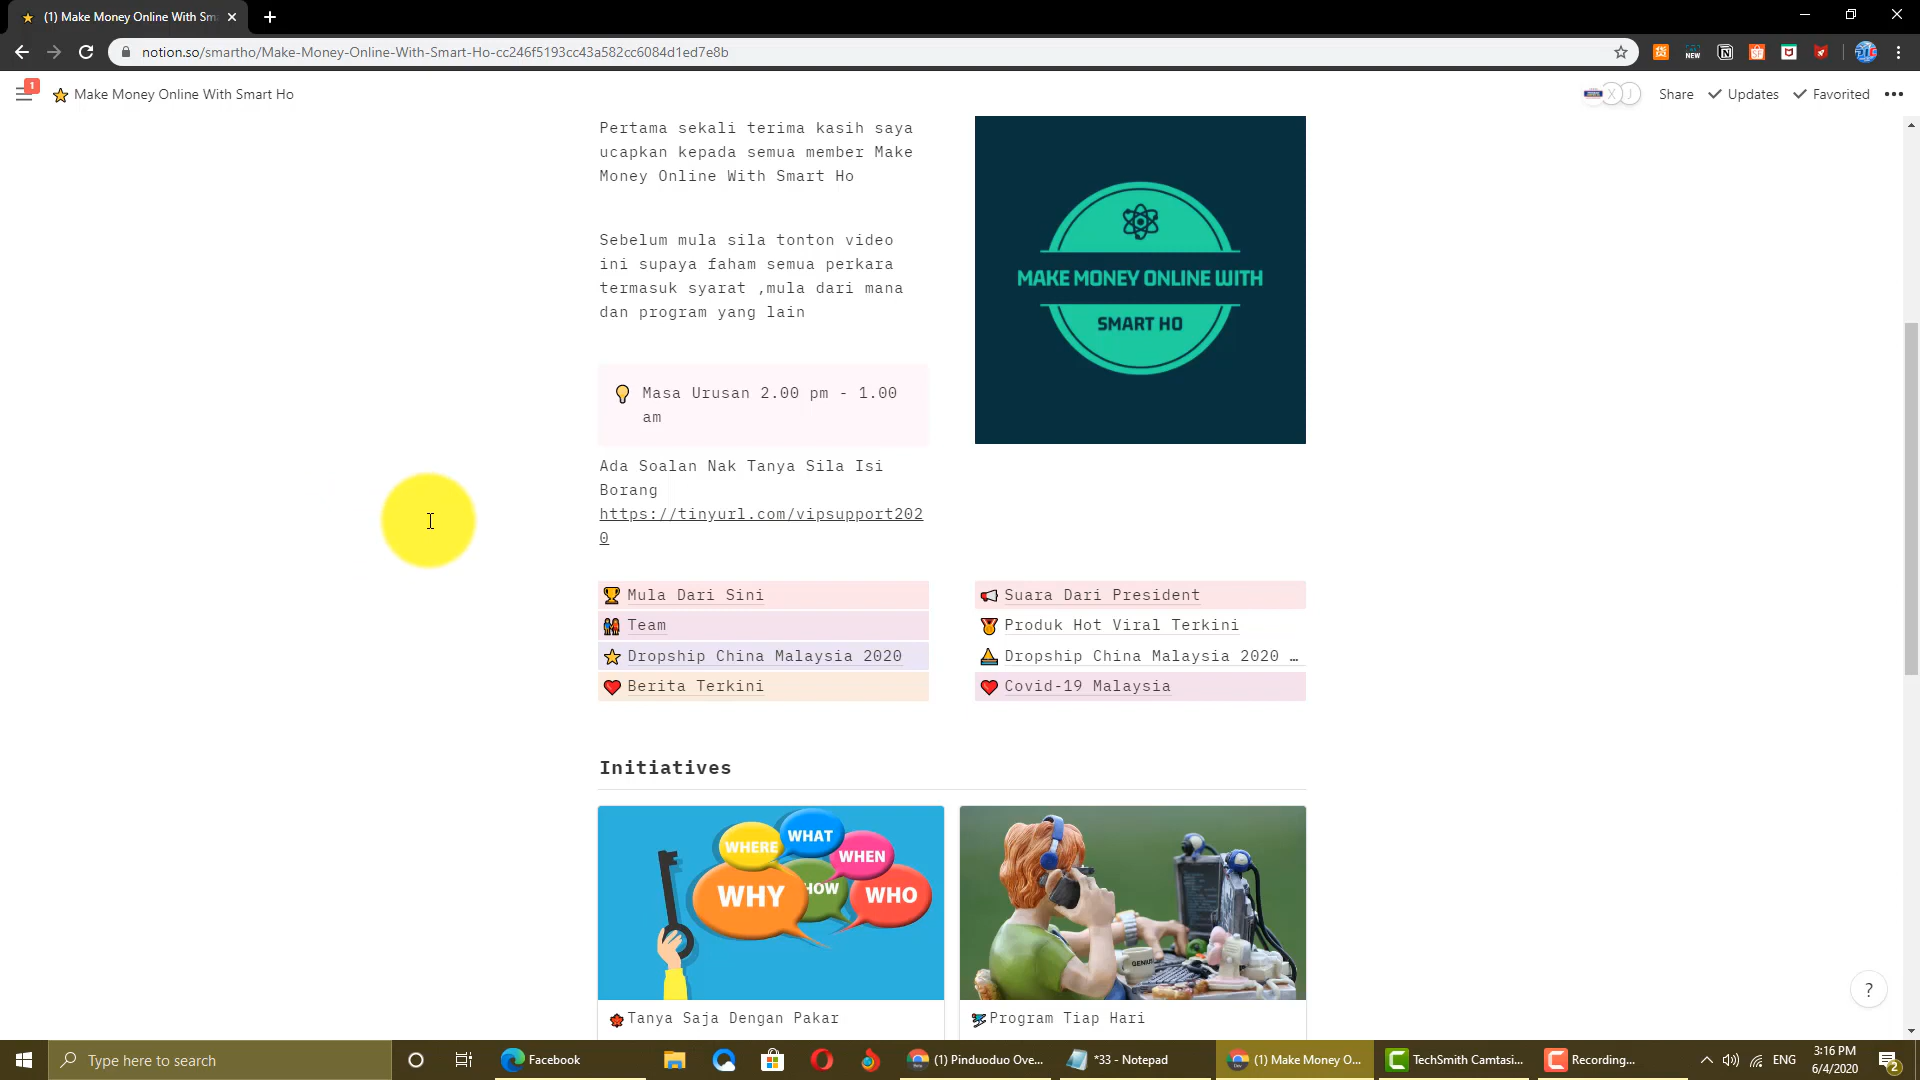 (1) Make Money Online With Sm
notion.so/smartho/Make-Money-Online-With-Smart-Ho-cc246f5193cc43a582cc6084d1ed7e8b
NEW
1
Make Money Online With Smart Ho
X
J
Share
Updates
Favorited
Pertama sekali terima kasih saya
ucapkan kepada semua member Make
Money Online With Smart Ho
Sebelum mula sila tonton video
ini supaya faham semua perkara
termasuk syarat ,mula dari mana
dan program yang lain
MAKE MONEY ONLINE WITH
SMART HO
Masa Urusan 2.00 pm - 1.00
am
Ada Soalan Nak Tanya Sila Isi
Borang
https://tinyurl.com/vipsupport202
0
Mula Dari Sini
Team
Dropship China Malaysia 2020
Berita Terkini
Suara Dari President
Produk Hot Viral Terkini
Dropship China Malaysia 2020 …
Covid-19 Malaysia
Initiatives
WHERE
WHAT
WHEN
WHY
HOW
WHO
GENIUS
Tanya Saja Dengan Pakar
Program Tiap Hari
?
Type here to search
Facebook
(1) Pinduoduo Ove...
*33 - Notepad
(1) Make Money O...
TechSmith Camtasi...
Recording...
ENG
3:16 PM
6/4/2020
2